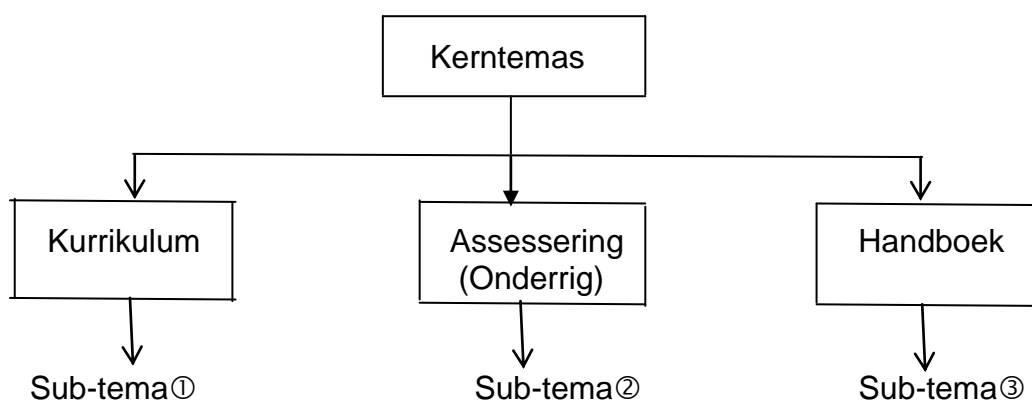 Kerntemas
Kurrikulum
Assessering
(Onderrig)
Handboek
Sub-tema①
Sub-tema②
Sub-tema③